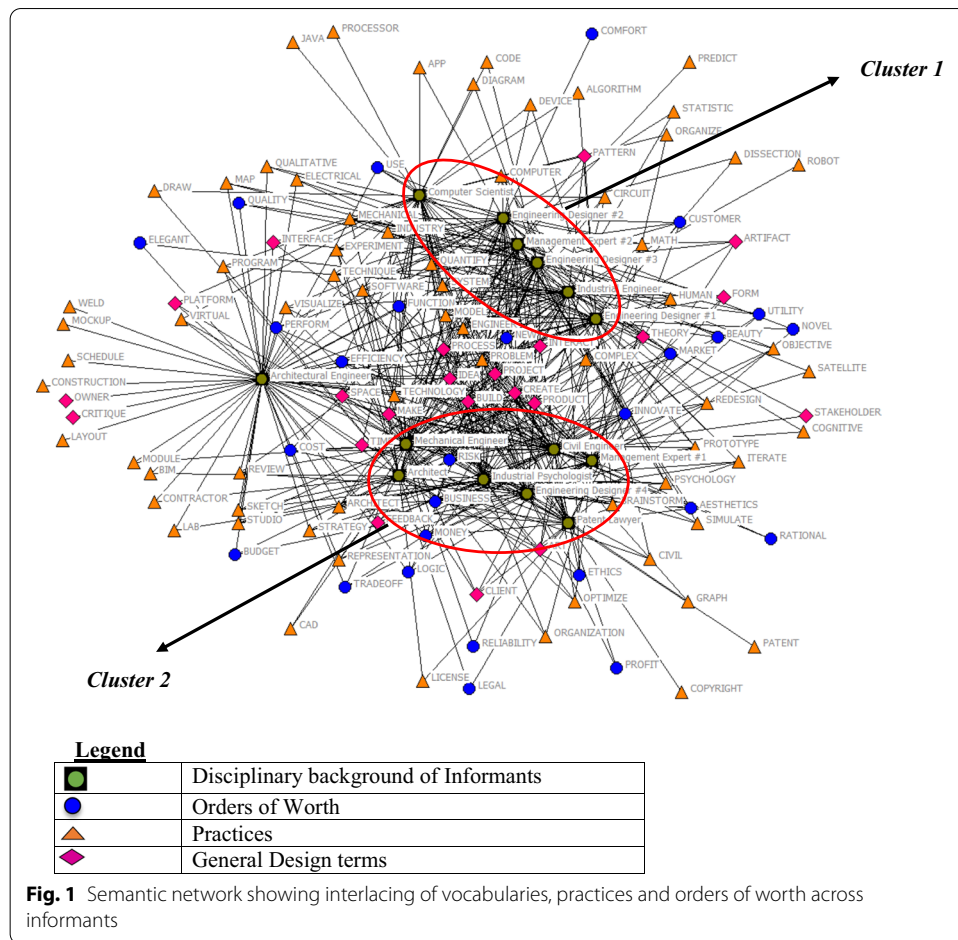 PROCESSOR
JAVA
COMFORT
CODE
APP
PREDICT
DIAGRAM
Cluster 1
ALGORITHM
DEVICE
STATISTIC
ORGANIZE
PATTERN
DISSECTION
QUALITATIVE
USE
ROBOT
ELECTRICAL
COMPUTER
MAP
DRAW
Computer Scientist
CIRCUIT
QUALITY
MECHANICAL
Engineering Designer #2
CUSTOMER
INDUSTRY
ELEGANT
INTERFACE
EXPERIMENT
Management Expert #2
MATH
ARTIFACT
PROGRAM
QUANTIFY
Engineering Designer #3
TECHNIQUE
SYSTEM
SOFTWARE
Industrial Engineer
HUMAN
FORM
PLATFORM
WELD
VISUALIZE
FUNCTION
MODEL
UTILITY
VIRTUAL
Engineering Designer #1
MOCKUP
PERFORM
ENGINEER
NOVEL
NEW
THEORY
BEAUTY
PROCESS
INTERACT
MARKET
OBJECTIVE
SCHEDULE
EFFICIENCY
PROBLEM
COMPLEX
SATELLITE
Architectural Engineer
IDEA
PROJECT
CONSTRUCTION
SPACE
TECHNOLOGY
CREATE
OWNER
BUILD
PRODUCT
REDESIGN
CRITIQUE
MAKE
INNOVATE
STAKEHOLDER
COGNITIVE
LAYOUT
TIME
Mechanical Engineer
Civil Engineer
PROTOTYPE
COST
MODULE
RISK
Management Expert #1
ITERATE
BIM
REVIEW
Architect
Industrial Psychologist
PSYCHOLOGY
CONTRACTOR
Engineering Designer #4
BUSINESS
BRAINSTORM
AESTHETICS
SKETCH
ARCHITECT
STUDIO
FEEDBACK
Patent Lawyer
SIMULATE
LAB
STRATEGY
MONEY
RATIONAL
BUDGET
REPRESENTATION
ART
CIVIL
LOGIC
ETHICS
TRADEOFF
CLIENT
OPTIMIZE
GRAPH
CAD
ORGANIZATION
RELIABILITY
PATENT
Cluster 2
PROFIT
LICENSE
LEGAL
COPYRIGHT
Legend
Disciplinary background of Informants
Orders of Worth
Practices
General Design terms
Fig. 1 Semantic network showing interlacing of vocabularies, practices and orders of worth across
informants